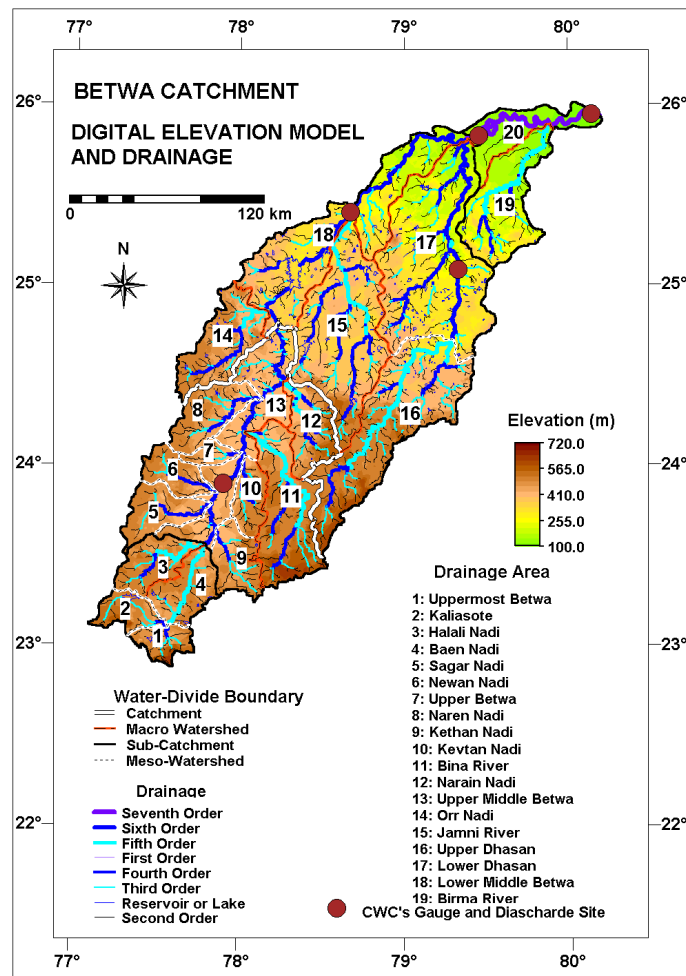 77° 78° 79° 80°
26° 26°
BETWA CATCHMENT
DIGITAL ELEVATION MODEL
AND DRAINAGE
0 120 km
N
20
19
18
17
25° 25°
15
14
16
13
8
12
Elevation (m)
7
24° 24°
6
10
11
5
720.0
565.0
410.0
255.0
100.0
9
3
4
2
1
23° 23°
Drainage Area
1: Uppermost Betwa
2: Kaliasote
3: Halali Nadi
4: Baen Nadi
5: Sagar Nadi
6: Newan Nadi
7: Upper Betwa
8: Naren Nadi
9: Kethan Nadi
10: Kevtan Nadi
11: Bina River
12: Narain Nadi
13: Upper Middle Betwa
14: Orr Nadi
15: Jamni River
16: Upper Dhasan
17: Lower Dhasan
18: Lower Middle Betwa
19: Birma River
Water-Divide Boundary
Catchment
Macro Watershed
Sub-Catchment
Meso-Watershed
22° 22°
Drainage
Seventh Order
Sixth Order
Fifth Order
First Order
Fourth Order
Third Order
Reservoir or Lake
Second Order
CWC's Gauge and Diascharde Site
77° 78° 79° 80°